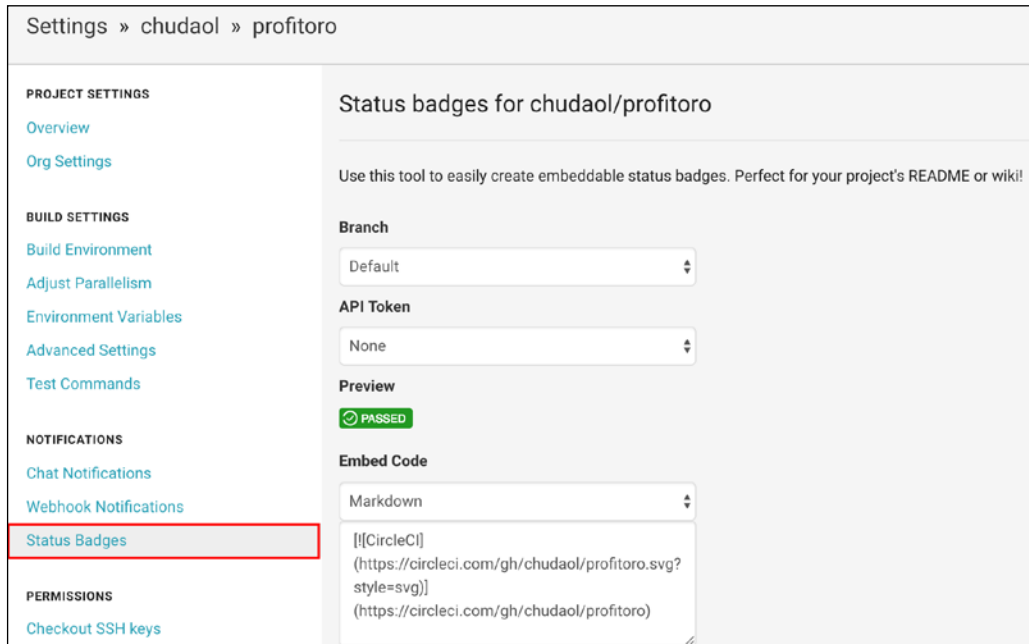 Settings » chudaol » profitoro
PROJECT SETTINGS
Overview
Org Settings
BUILD SETTINGS
Build Environment
Adjust Parallelism
Environment Variables
Advanced Settings
Test Commands
NOTIFICATIONS
Chat Notifications
Webhook Notifications
Status Badges
PERMISSIONS
Checkout SSH keys
Status badges for chudaol/profitoro
Use this tool to easily create embeddable status badges. Perfect for your project's README or wiki!
Branch
Default
API Token
None
Preview
PASSED
Embed Code
Markdown
[![CircleCI]
(https://circleci.com/gh/chudaol/profitoro.svg?
style=svg)]
(https://circleci.com/gh/chudaol/profitoro)